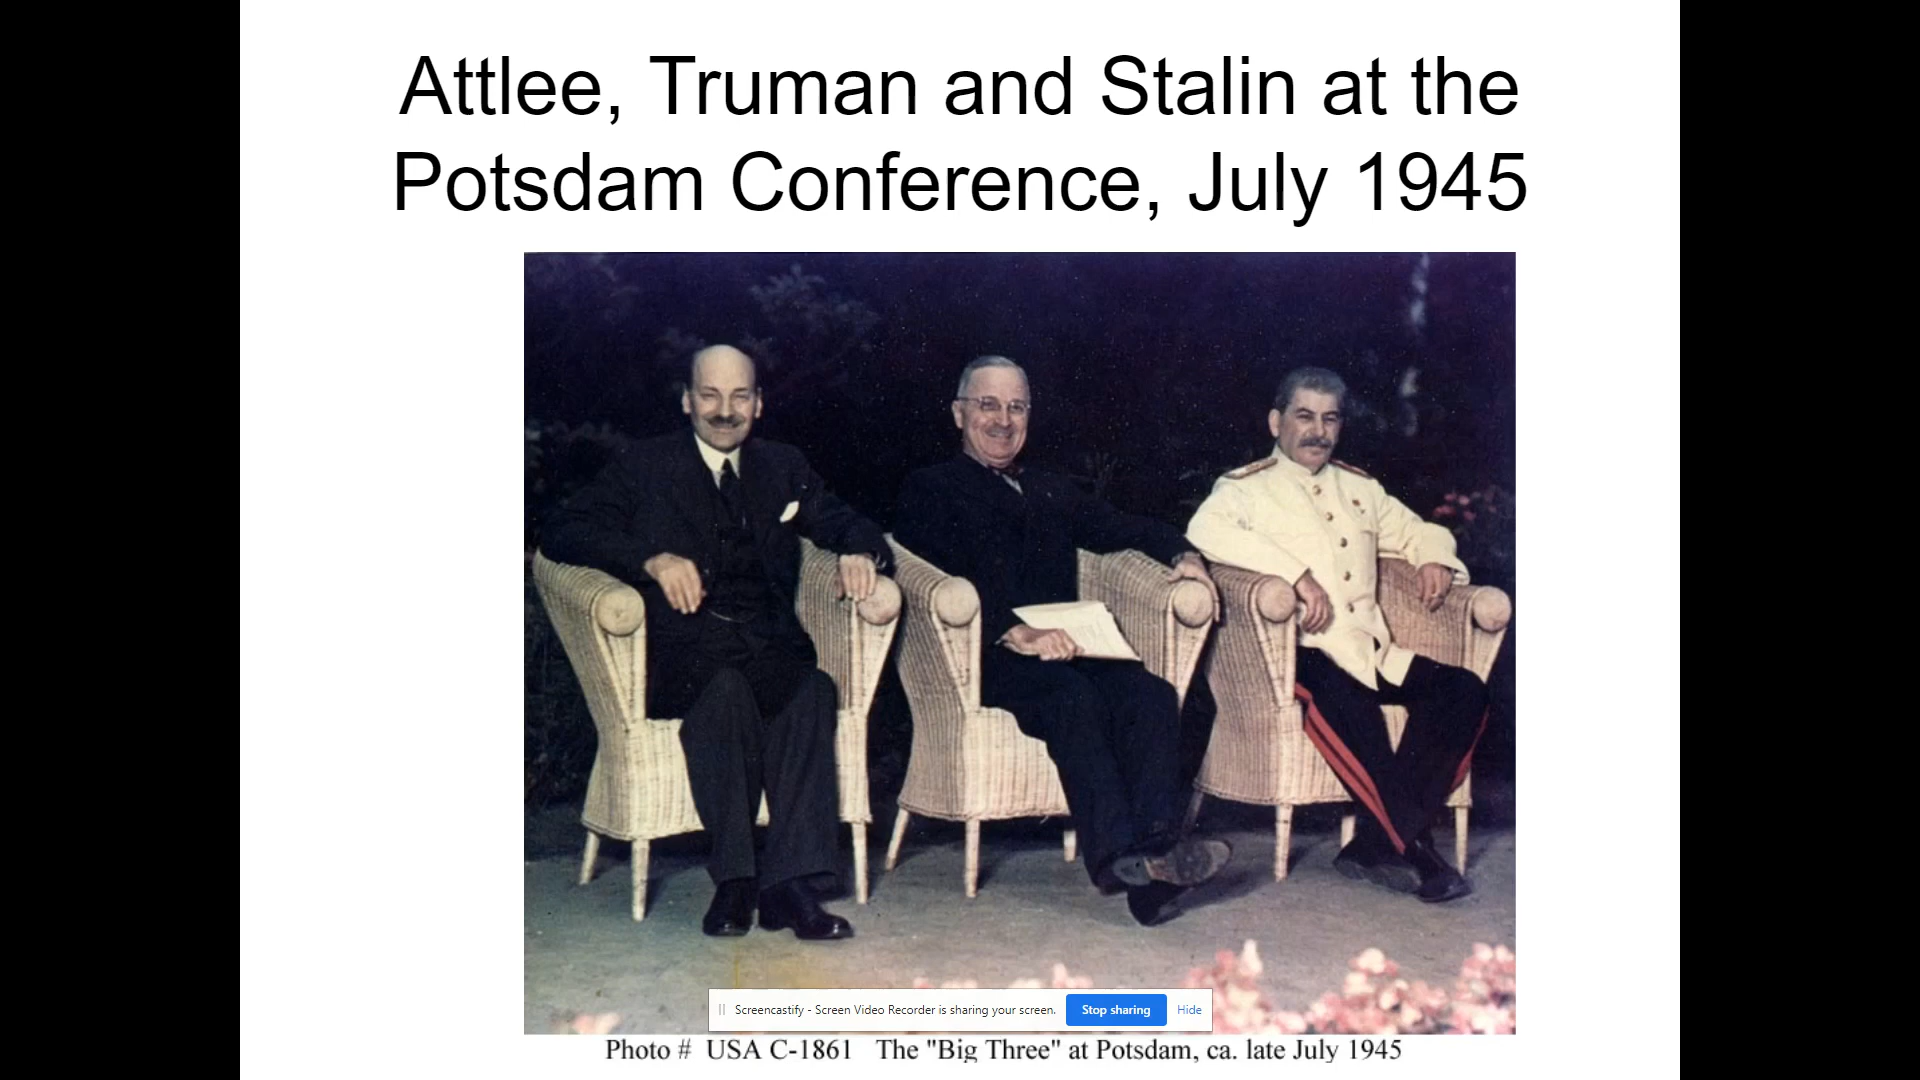 Attlee, Truman and Stalin at the
Potsdam Conference, July 1945
Screencastify - Screen Video Recorder is sharing your screen. Stop sharing Hide
Photo # USA C-1861 The "Big Three" at Potsdam, ca. late July 1945